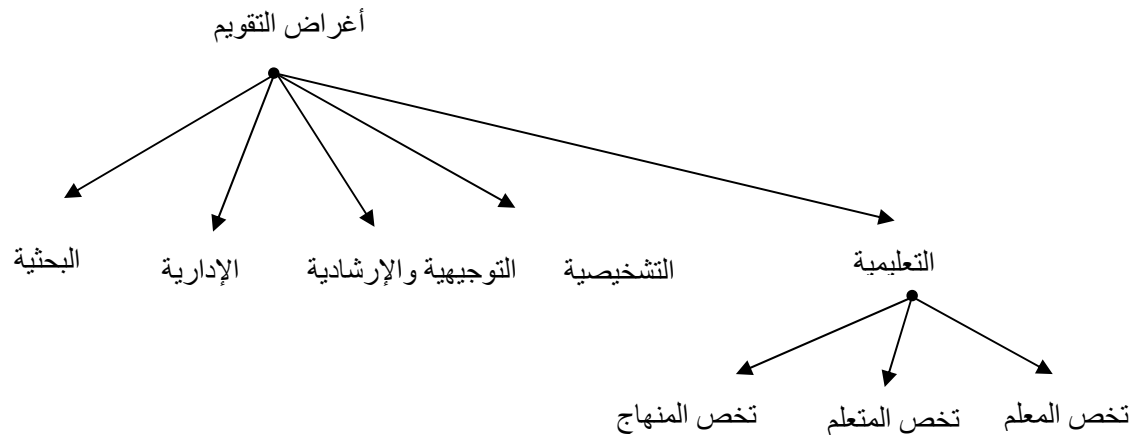 أغراض التقويم
التعليمية
التشخيصية
التوجيهية والإرشادية
الإدارية
البحثية
تخص المعلم
تخص المتعلم
تخص المنهاج